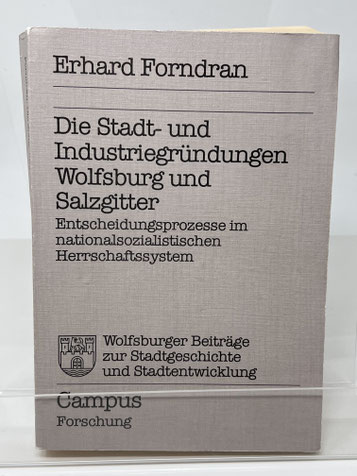 Erhard Forndran
Die Stadt- und
Industriegründungen
Wolfsburg und
Salzgitter
Entscheidungsprozesse im
nationalsozialistischen
Herrschaftssystem
Wolfsburger Beiträge
zur Stadtgeschichte
und Stadtentwicklung
Campus
Forschung